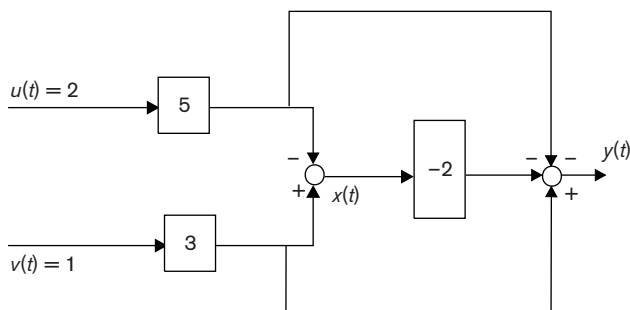 u(t) = 2
5
− − −
y(t)
−2
+
x(t)
+
3
v(t) = 1